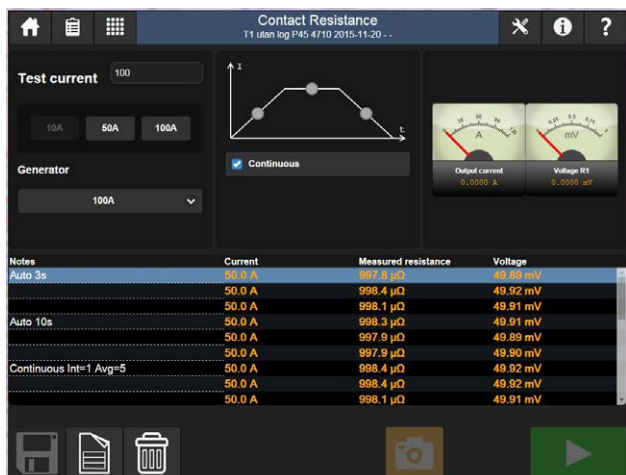 Contact Resistance
T1 utan log P45 4710 2015-11-20 - -
?
Test current 100
10A 50A 100A
Generator
100A
I
t
Continuous
A
mV
Output current Voltage R1
0.0000 A 0.0000 mV
Notes Current Measured resistance Voltage
Auto 3s 50.0 A 997.8 µΩ 49.89 mV
50.0 A 998.4 µΩ 49.92 mV
50.0 A 998.1 µΩ 49.91 mV
Auto 10s 50.0 A 998.3 µΩ 49.91 mV
50.0 A 997.9 µΩ 49.89 mV
50.0 A 997.9 µΩ 49.90 mV
Continuous Int=1 Avg=5 50.0 A 998.4 µΩ 49.92 mV
50.0 A 998.4 µΩ 49.92 mV
50.0 A 998.1 µΩ 49.91 mV